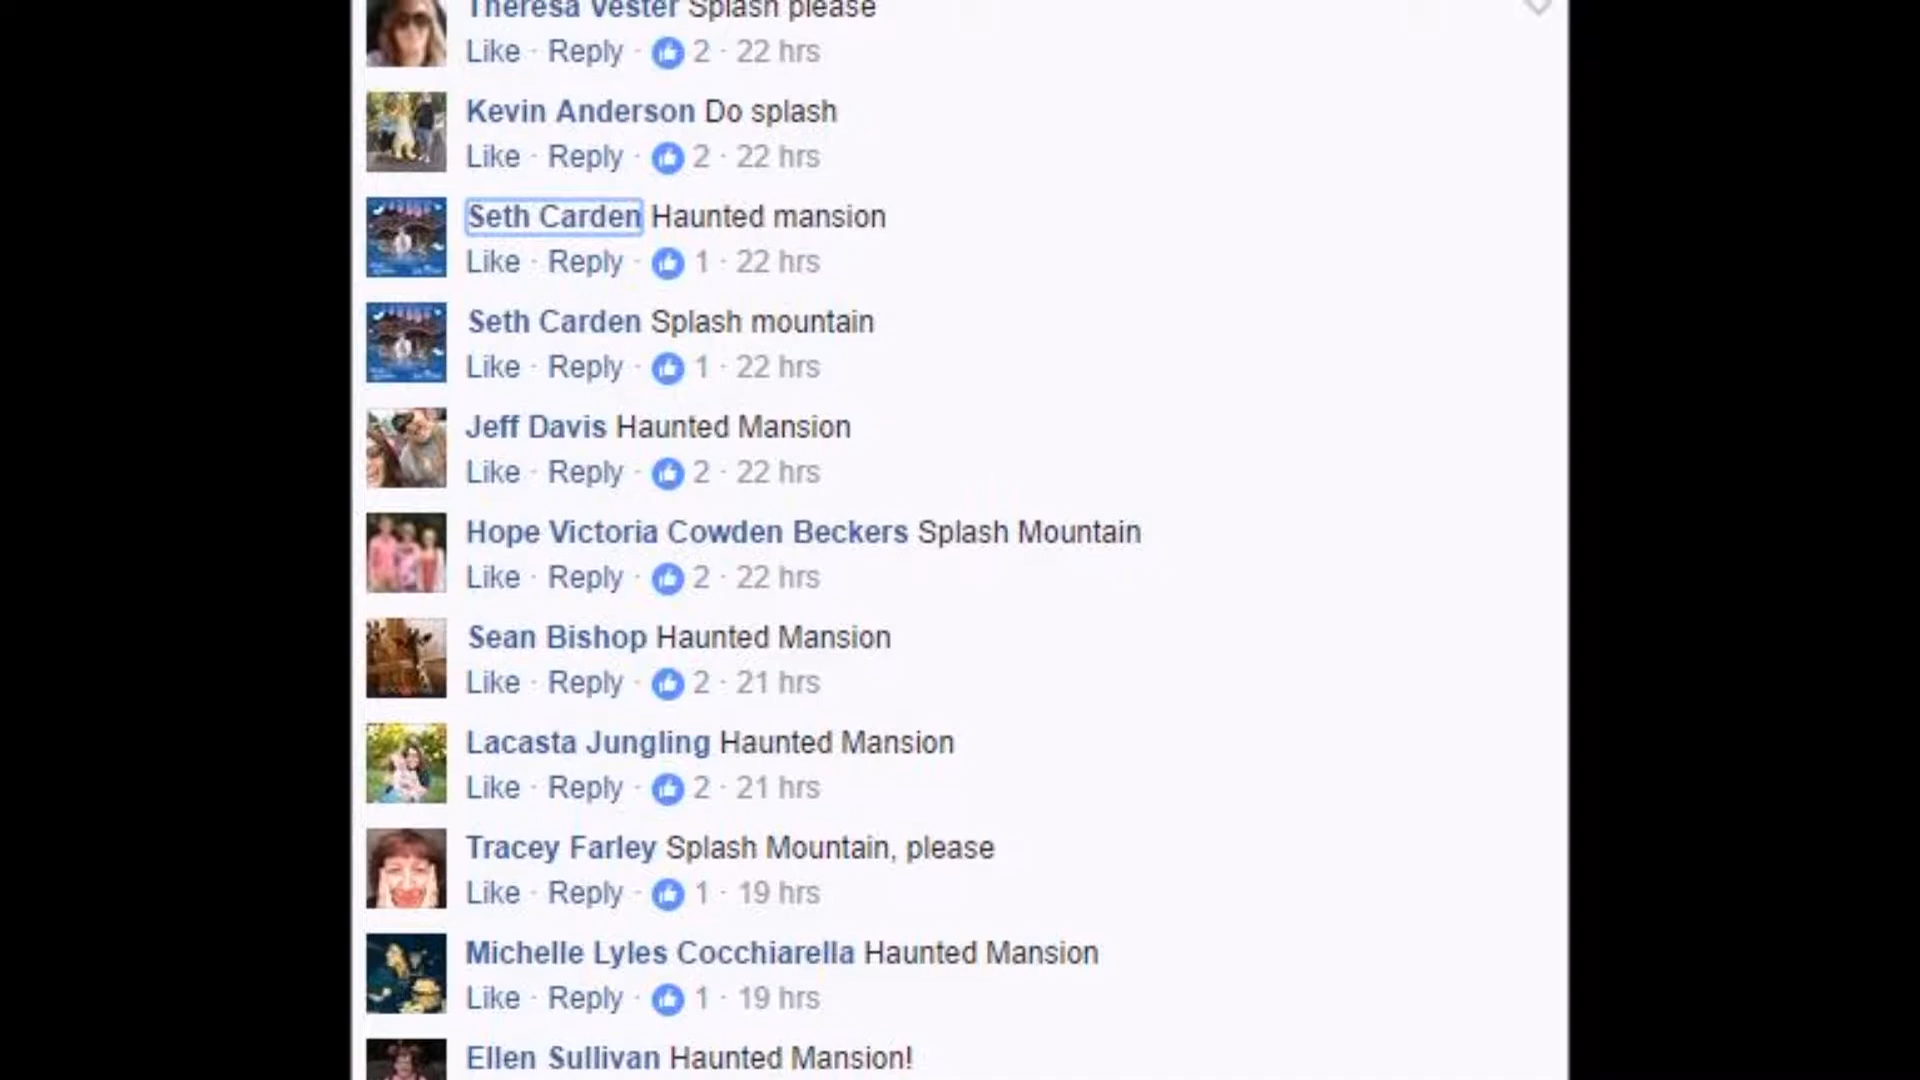 Theresa Vester Splash please
Like · Reply · 2 · 22 hrs
Kevin Anderson Do splash
Like · Reply · 2 · 22 hrs
Seth Carden Haunted mansion
Like · Reply · 1 · 22 hrs
Seth Carden Splash mountain
Like · Reply · 1 · 22 hrs
Jeff Davis Haunted Mansion
Like · Reply · 2 · 22 hrs
Hope Victoria Cowden Beckers Splash Mountain
Like · Reply · 2 · 22 hrs
Sean Bishop Haunted Mansion
Like · Reply · 2 · 21 hrs
Lacasta Jungling Haunted Mansion
Like · Reply · 2 · 21 hrs
Tracey Farley Splash Mountain, please
Like · Reply · 1 · 19 hrs
Michelle Lyles Cocchiarella Haunted Mansion
Like · Reply · 1 · 19 hrs
Ellen Sullivan Haunted Mansion!